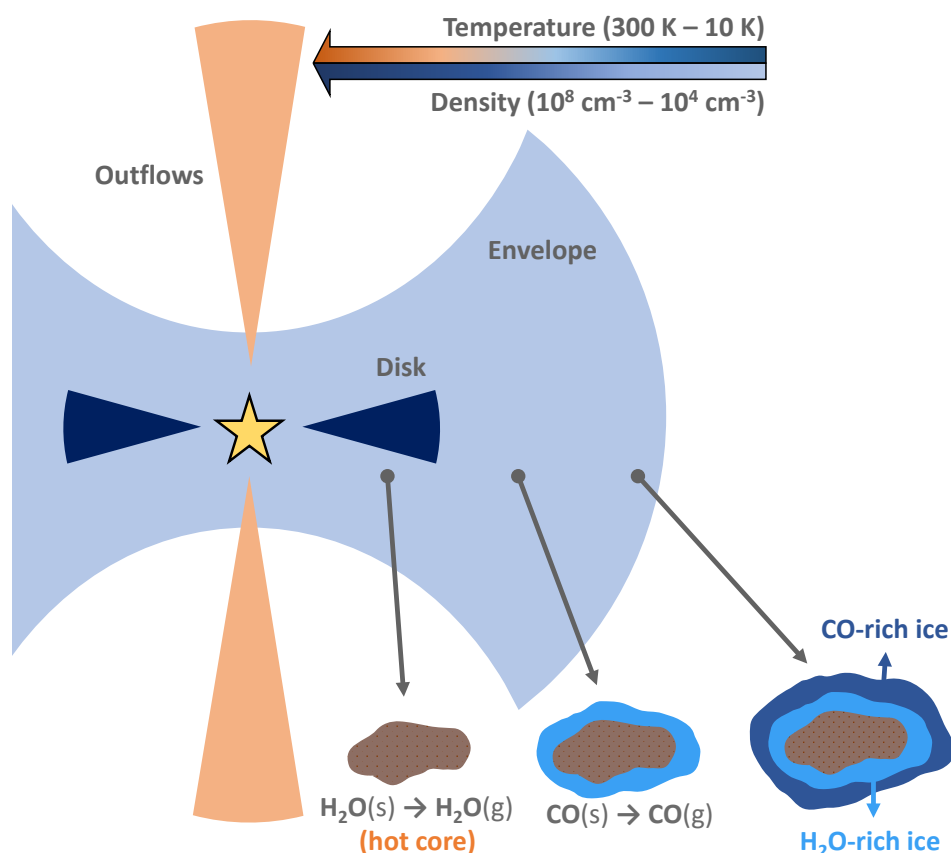 Temperature (300 K – 10 K)
Density (10⁸ cm⁻³ – 10⁴ cm⁻³)
Outflows
Envelope
Disk
CO-rich ice
H₂O(s) → H₂O(g)
(hot core)
CO(s) → CO(g)
H₂O-rich ice